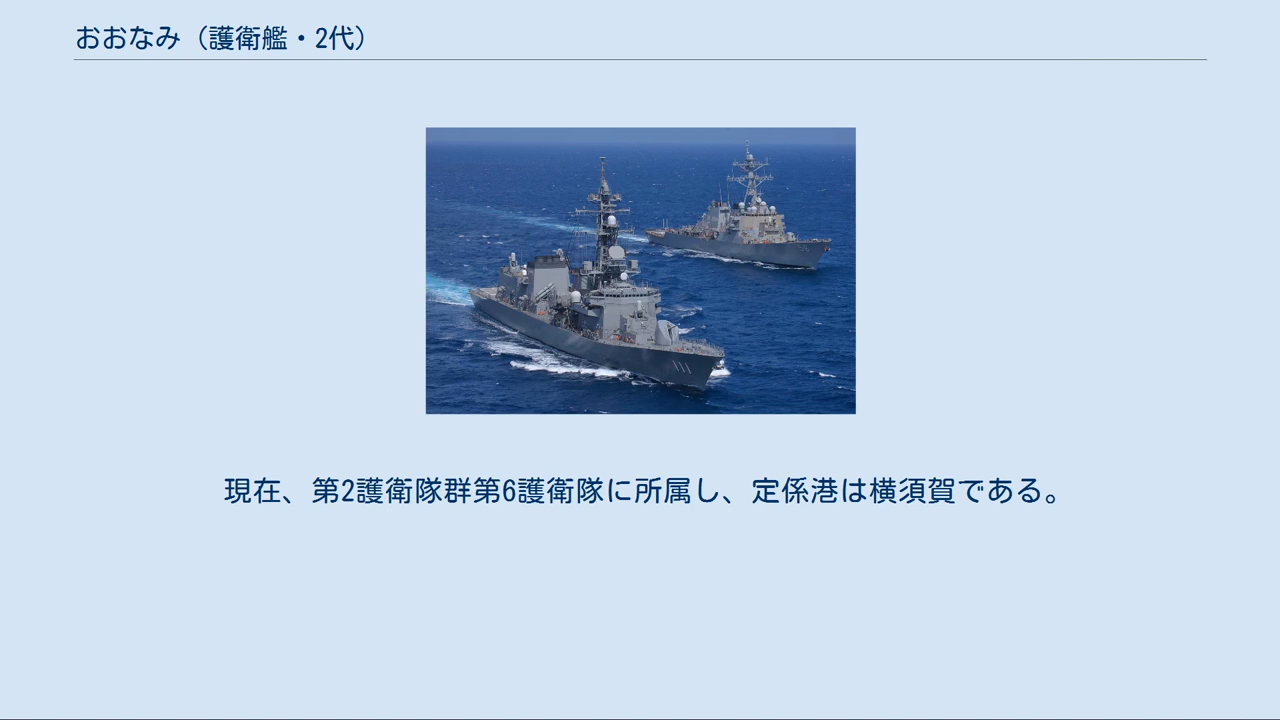 おおなみ（護衛艦・2代）
111
現在、第2護衛隊群第6護衛隊に所属し、定係港は横須賀である。